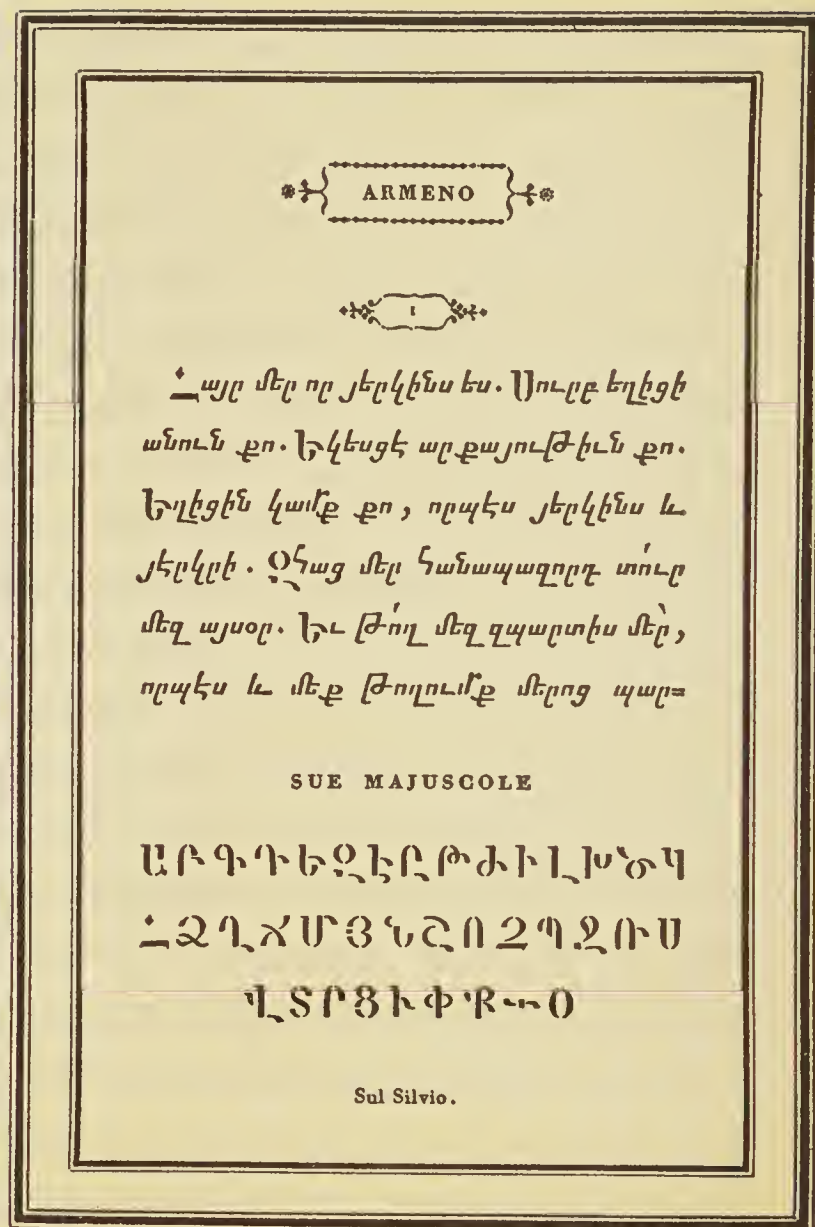 ARMENO
I
Հայր մեր որ յերկինս ես. Սուրբ եղիցի
անուն քո. Եկեսցէ արքայութիւն քո.
Եղիցին կամք քո, որպէս յերկինս և
յերկրի. Զհաց մեր հանապազորդ տո՛ւր
մեզ այսօր. Եւ թո՛ղ մեզ զպարտիս մե՛ր,
որպէս և մեք թողումք մերոց պար=
SUE MAJUSCOLE
ԱԲԳԴԵԶԷԸԹԺԻԼԽԾԿ
ՀՁՂՃՄՅՆՇՈՉՊՋՌՍ
ՎՏՐՑՒՓՔևՕ
Sul Silvio.